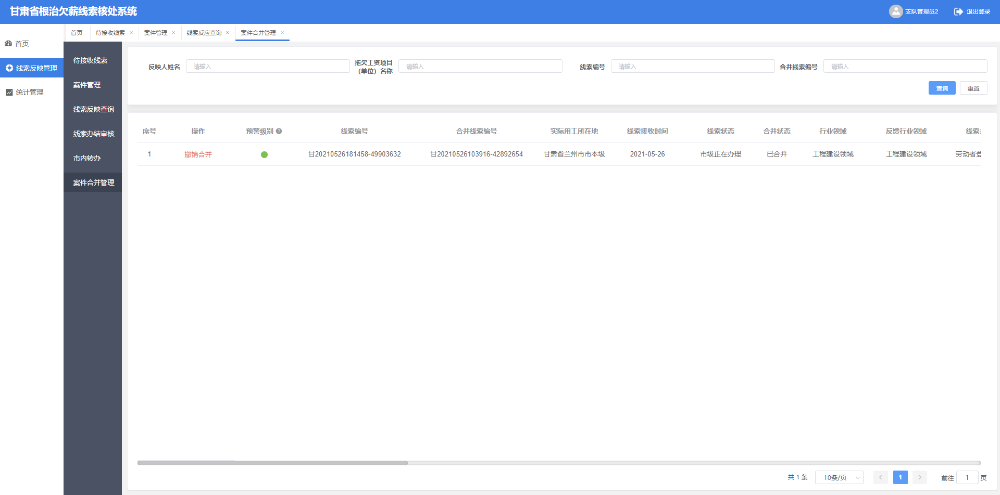 甘肃省根治欠薪线索核处系统
支队管理员2
退出登录
首页
线索反映管理
统计管理
首页
待接收线索 ×
案件管理 ×
线索反应查询 ×
案件合并管理 ×
待接收线索
案件管理
线索反映查询
线索办结审核
市内转办
案件合并管理
反映人姓名 请输入
拖欠工资项目
（单位）名称 请输入
线索编号 请输入
合并线索编号 请输入
查询 重置
序号 操作 预警级别 ? 线索编号 合并线索编号 实际用工所在地 线索接收时间 线索状态 合并状态 行业领域 反馈行业领域 线索
1 撤销合并 甘20210526181458-49903632 甘20210526103916-42892654 甘肃省兰州市市本级 2021-05-26 市级正在办理 已合并 工程建设领域 工程建设领域 劳动者登
共 1 条 10条/页 < 1 > 前往 1 页